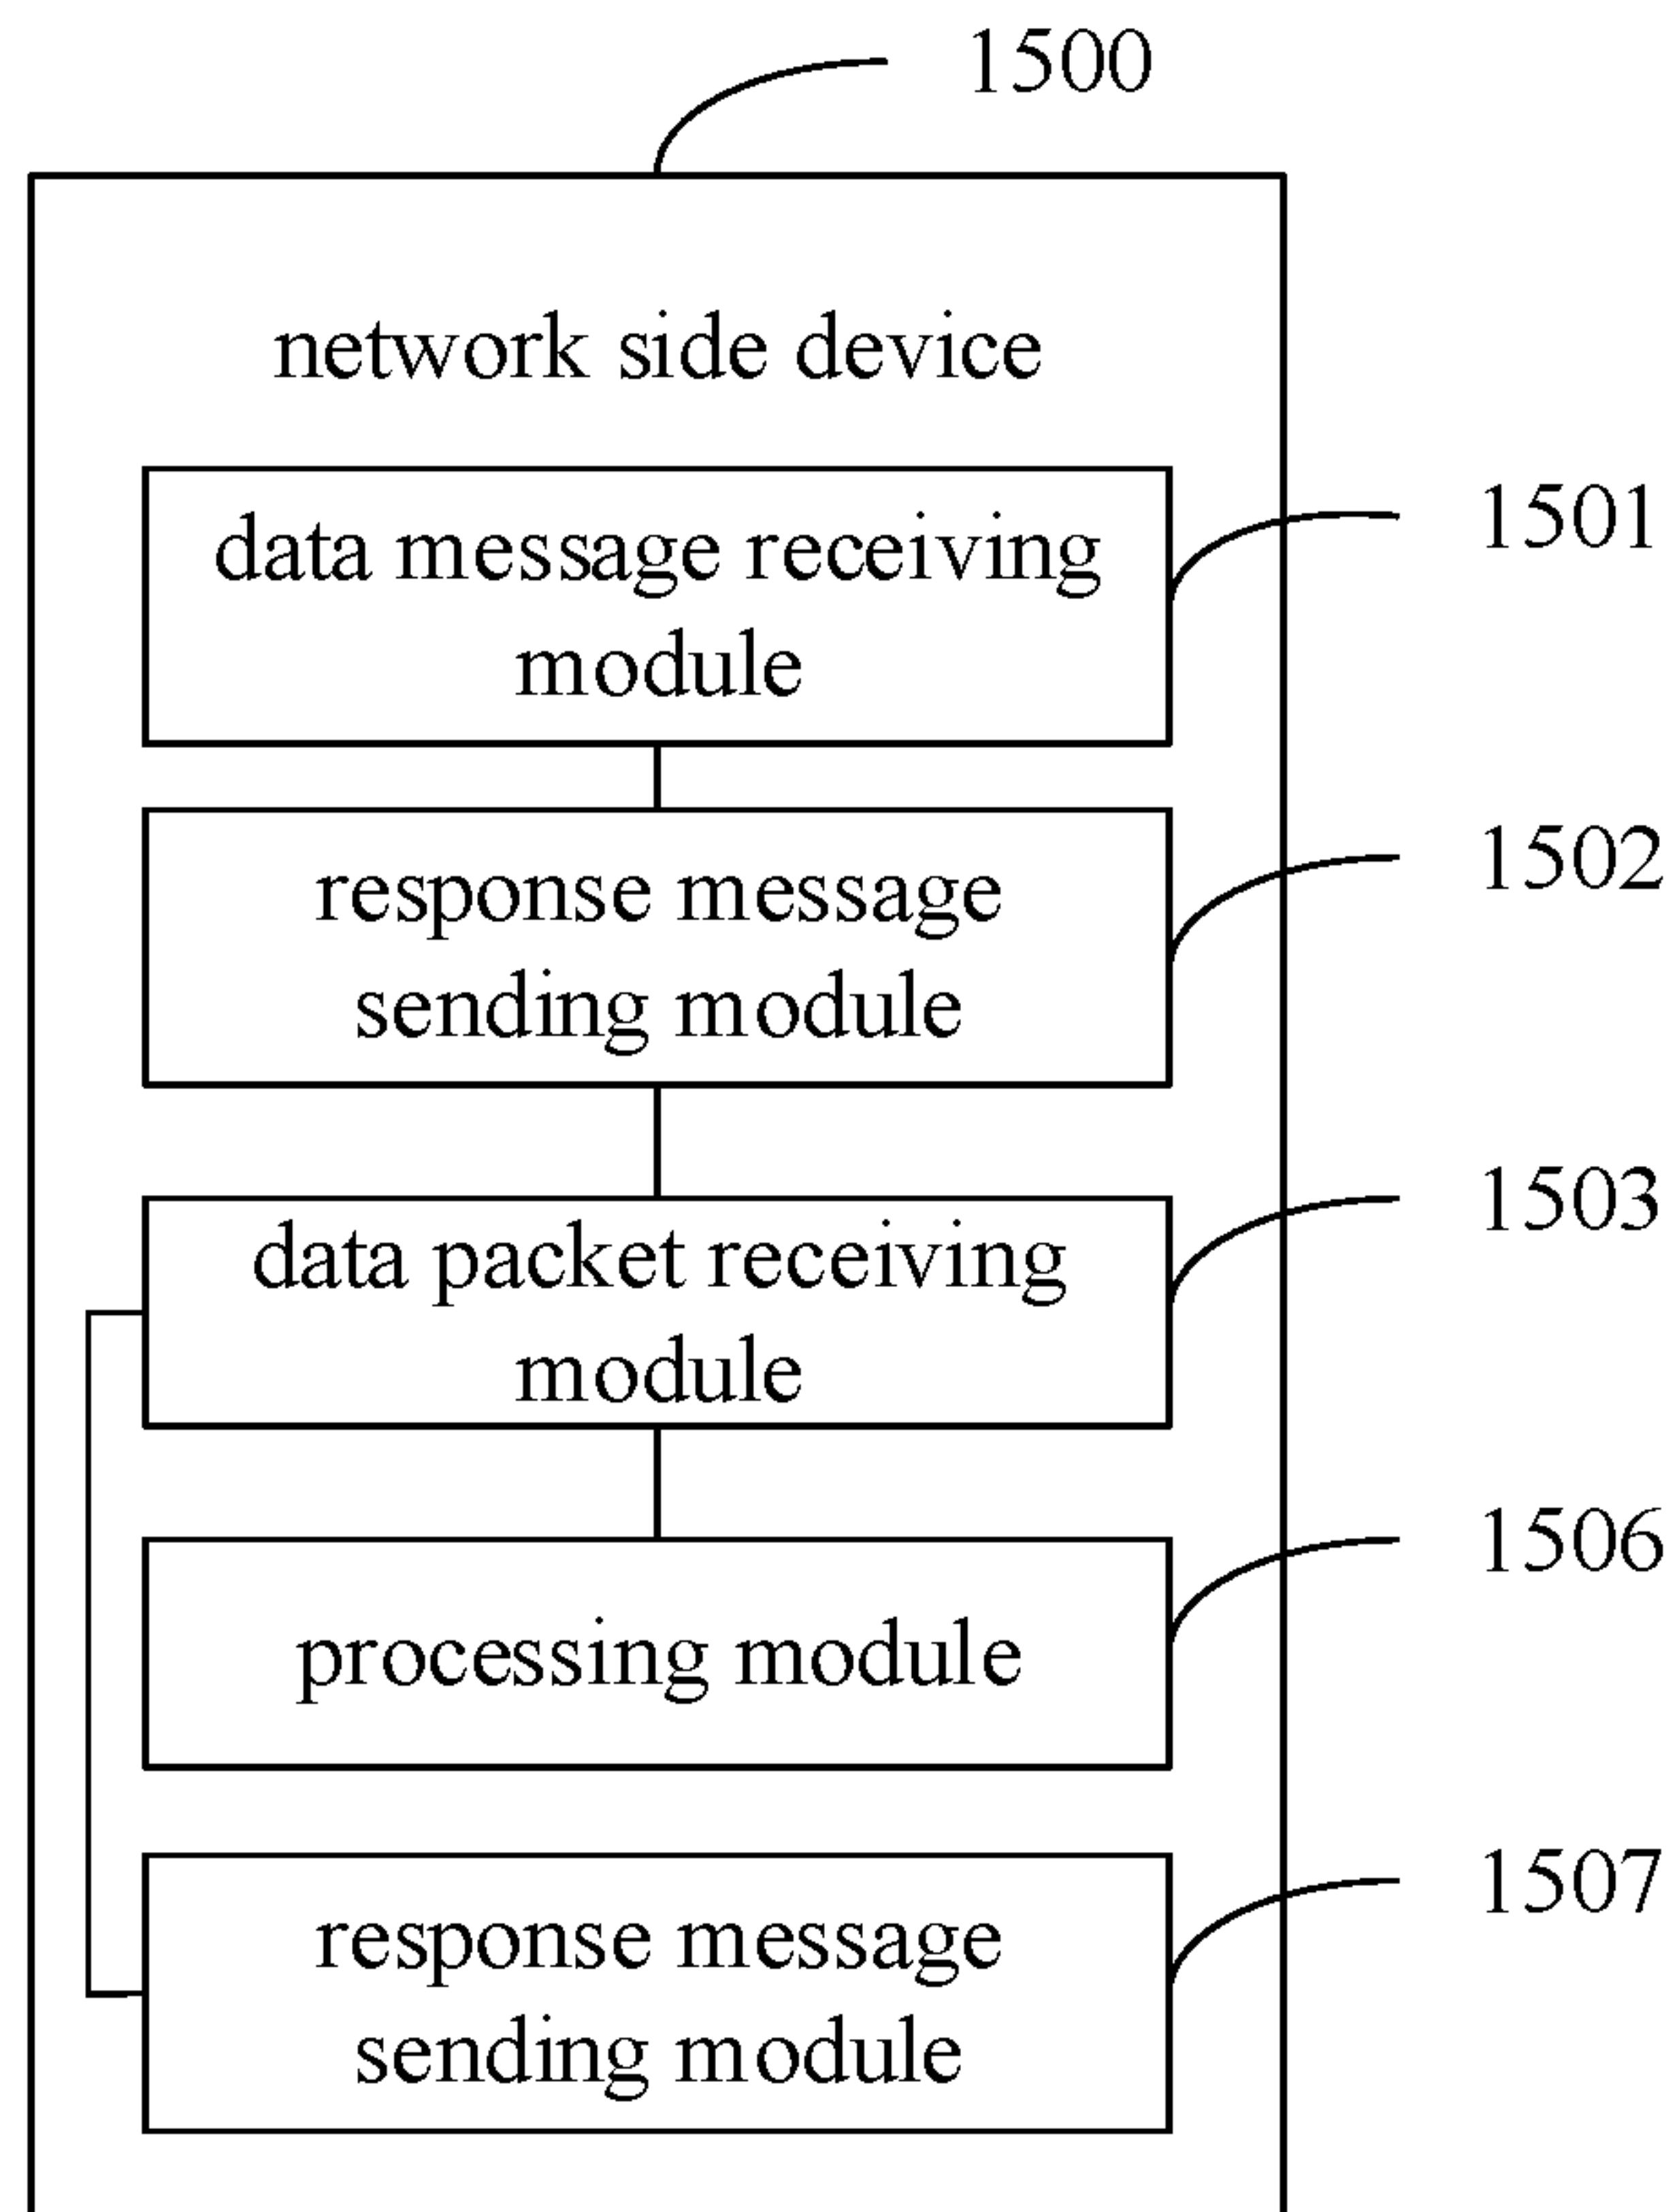 1500
network side device
data message receiving
module
1501
response message
sending module
1502
data packet receiving
module
1503
processing module
1506
response message
sending module
1507